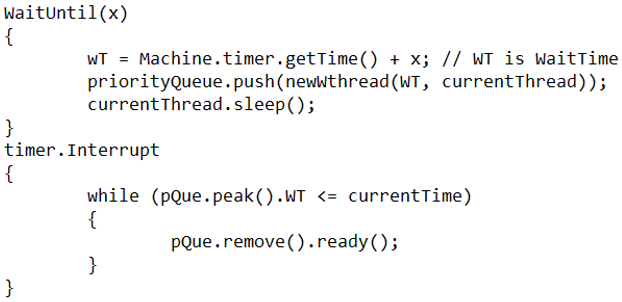 WaitUntil(x)
{
wT = Machine.timer.getTime() + x; // WT is WaitTime
priorityQueue.push(newWthread(WT, currentThread));
currentThread.sleep();
}
timer.Interrupt
{
while (pQue.peak().WT <= currentTime)
{
pQue.remove().ready();
}
}